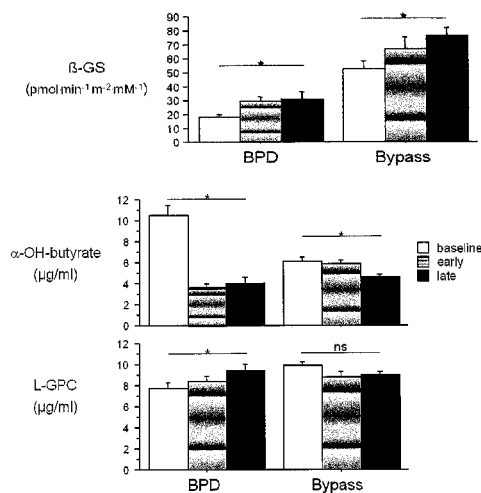 90
80
70
60
50
40
30
20
10
0
ß-GS
(pmol·min⁻¹m⁻²·mM⁻¹)
*
*
BPD
Bypass
12
10
8
6
4
2
0
α-OH-butyrate
(µg/ml)
*
*
baseline
early
late
12
10
8
6
4
2
0
L-GPC
(µg/ml)
*
ns
BPD
Bypass